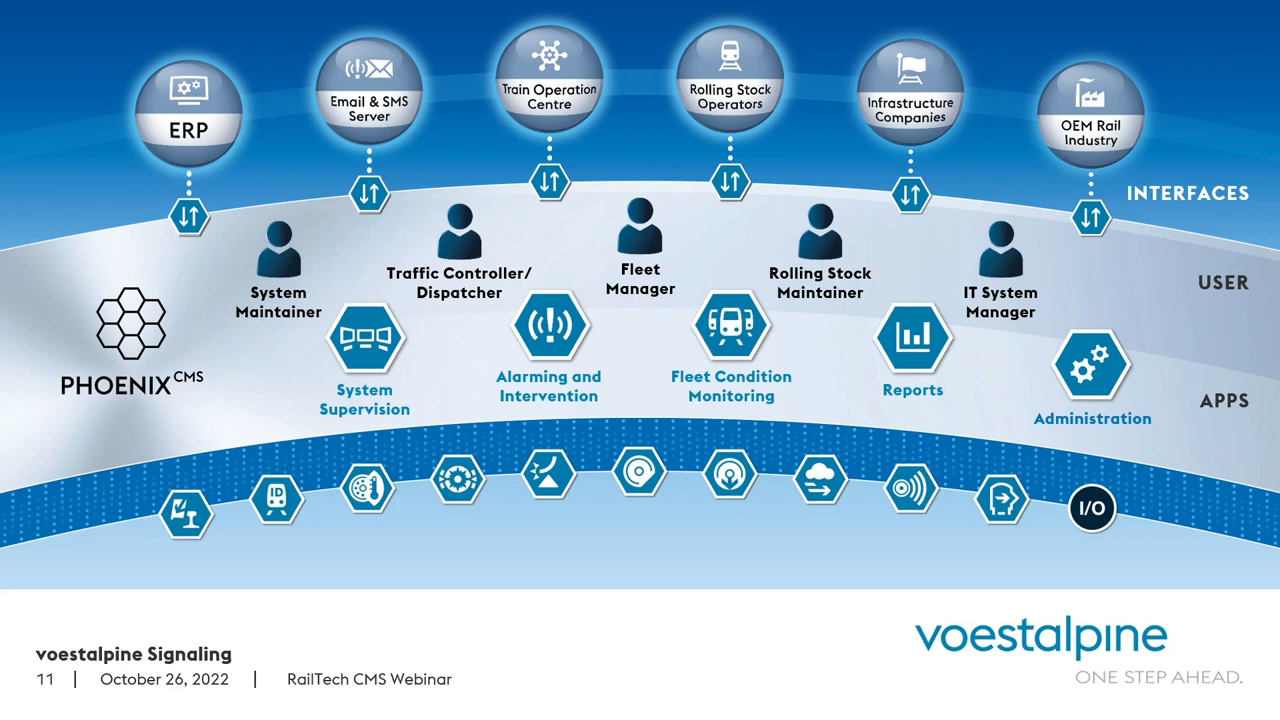 ERP
Email & SMS
Server
Train Operation
Centre
Rolling Stock
Operators
Infrastructure
Companies
OEM Rail
Industry
INTERFACES
System
Maintainer
Traffic Controller/
Dispatcher
Fleet
Manager
Rolling Stock
Maintainer
IT System
Manager
USER
PHOENIX CMS
System
Supervision
Alarming and
Intervention
Fleet Condition
Monitoring
Reports
Administration
APPS
ID
I/O
voestalpine Signaling
11 | October 26, 2022 | RailTech CMS Webinar
voestalpine
ONE STEP AHEAD.